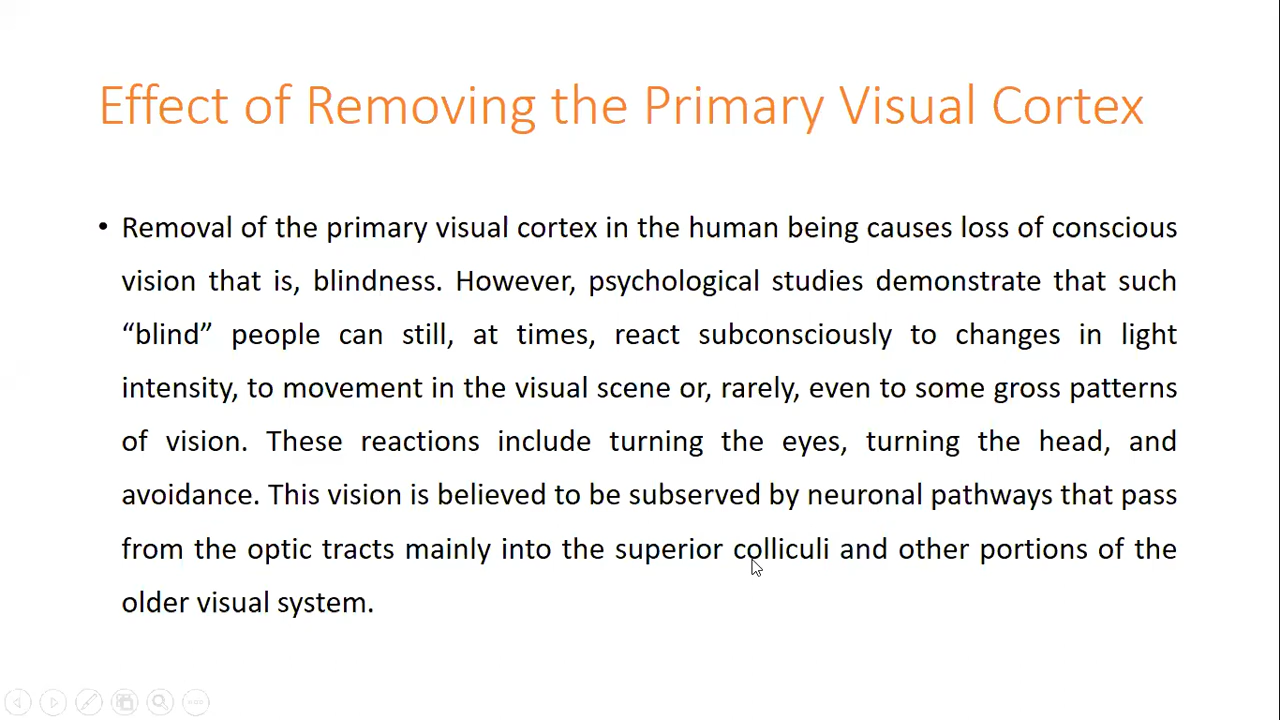 Effect of Removing the Primary Visual Cortex
• Removal of the primary visual cortex in the human being causes loss of conscious
vision that is, blindness. However, psychological studies demonstrate that such
“blind” people can still, at times, react subconsciously to changes in light
intensity, to movement in the visual scene or, rarely, even to some gross patterns
of vision. These reactions include turning the eyes, turning the head, and
avoidance. This vision is believed to be subserved by neuronal pathways that pass
from the optic tracts mainly into the superior colliculi and other portions of the
older visual system.